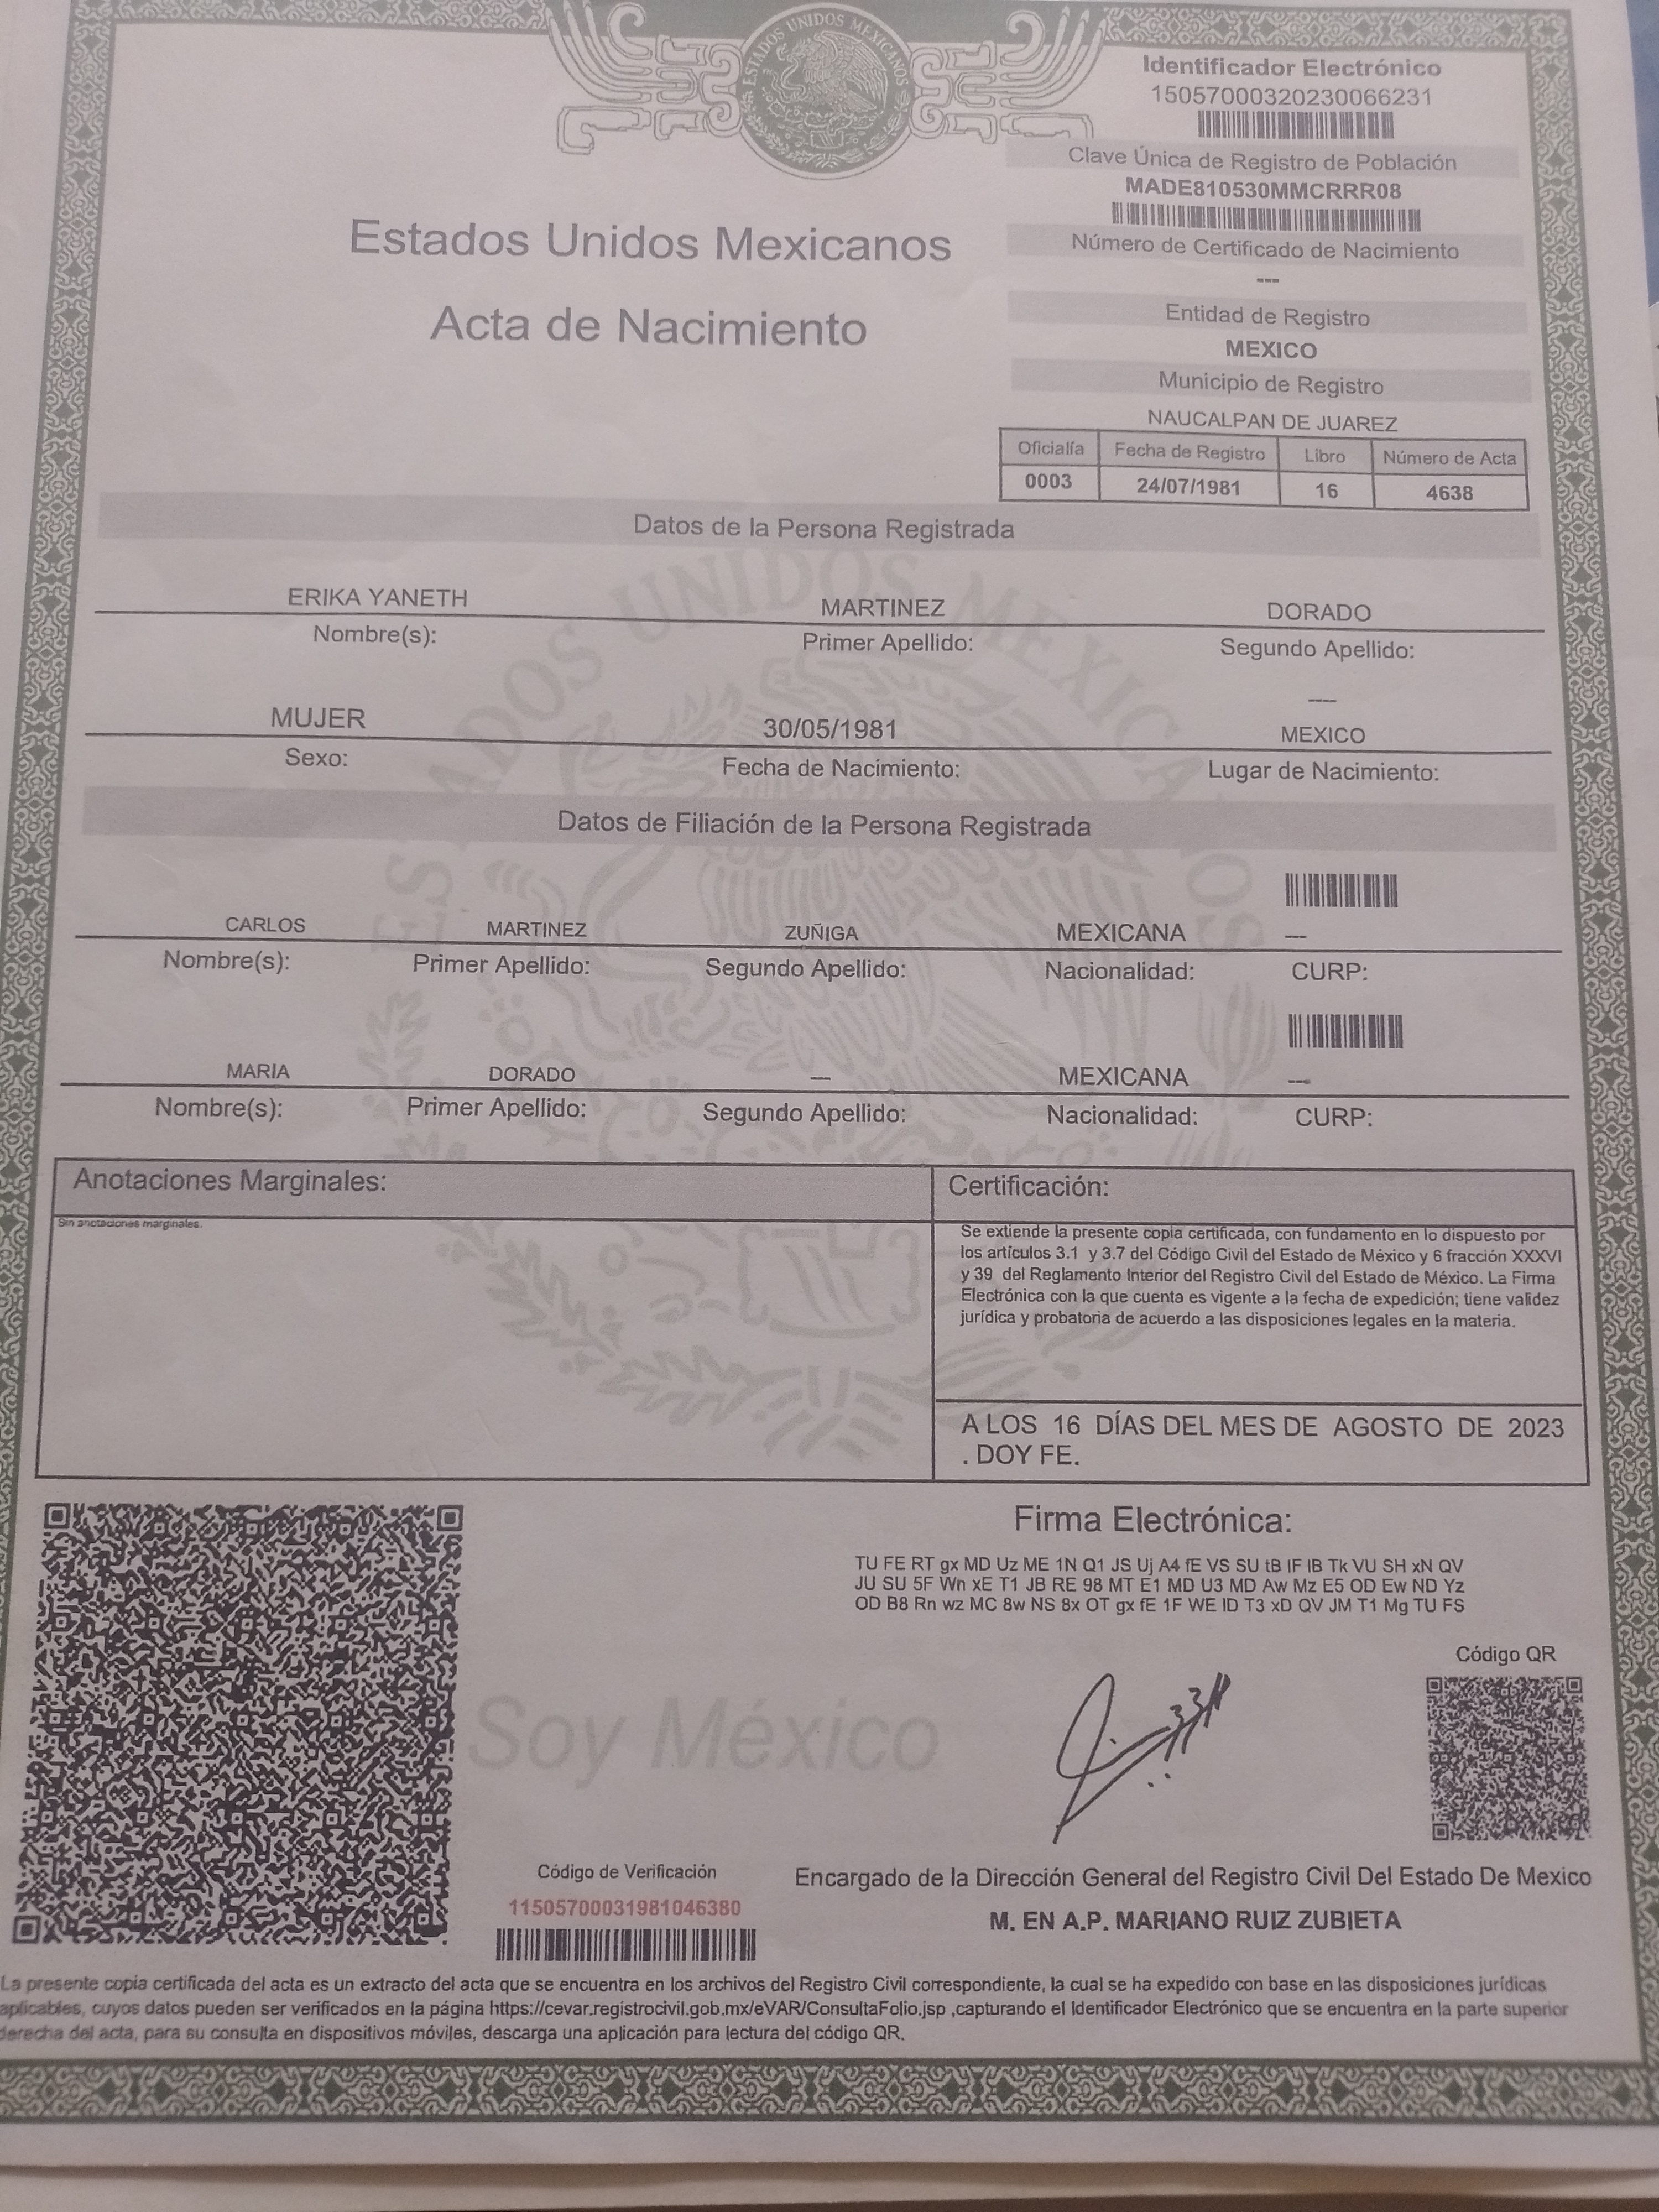 ESTADOS UNIDOS MEXICANOS
Identificador Electrónico
15057000320230066231
Clave Única de Registro de Población
MADE810530MMCRRR08
Número de Certificado de Nacimiento
---
Estados Unidos Mexicanos
Acta de Nacimiento
Entidad de Registro
MEXICO
Municipio de Registro
NAUCALPAN DE JUAREZ
Oficialía Fecha de Registro Libro Número de Acta
0003 24/07/1981 16 4638
Datos de la Persona Registrada
ERIKA YANETH MARTINEZ DORADO
Nombre(s): Primer Apellido: Segundo Apellido:
---
MUJER 30/05/1981 MEXICO
Sexo: Fecha de Nacimiento: Lugar de Nacimiento:
Datos de Filiación de la Persona Registrada
CARLOS MARTINEZ ZUÑIGA MEXICANA ---
Nombre(s): Primer Apellido: Segundo Apellido: Nacionalidad: CURP:
MARIA DORADO --- MEXICANA ---
Nombre(s): Primer Apellido: Segundo Apellido: Nacionalidad: CURP:
ESTADOS UNIDOS MEXICANOS
Anotaciones Marginales:
Sin anotaciones marginales.
Certificación:
Se extiende la presente copia certificada, con fundamento en lo dispuesto por
los artículos 3.1 y 3.7 del Código Civil del Estado de México y 6 fracción XXXVI
y 39 del Reglamento Interior del Registro Civil del Estado de México. La Firma
Electrónica con la que cuenta es vigente a la fecha de expedición; tiene validez
jurídica y probatoria de acuerdo a las disposiciones legales en la materia.
A LOS 16 DÍAS DEL MES DE AGOSTO DE 2023
. DOY FE.
Firma Electrónica:
TU FE RT gx MD Uz ME 1N Q1 JS Uj A4 fE VS SU tB IF IB Tk VU SH xN QV
JU SU 5F Wn xE T1 JB RE 98 MT E1 MD U3 MD Aw Mz E5 OD Ew ND Yz
OD B8 Rn wz MC 8w NS 8x OT gx fE 1F WE lD T3 xD QV JM T1 Mg TU FS
Código QR
Soy México
Código de Verificación
11505700031981046380
Encargado de la Dirección General del Registro Civil Del Estado De Mexico
M. EN A.P. MARIANO RUIZ ZUBIETA
La presente copia certificada del acta es un extracto del acta que se encuentra en los archivos del Registro Civil correspondiente, la cual se ha expedido con base en las disposiciones jurídicas
aplicables, cuyos datos pueden ser verificados en la página https://cevar.registrocivil.gob.mx/eVAR/ConsultaFolio.jsp ,capturando el Identificador Electrónico que se encuentra en la parte superior
derecha del acta, para su consulta en dispositivos móviles, descarga una aplicación para lectura del código QR.